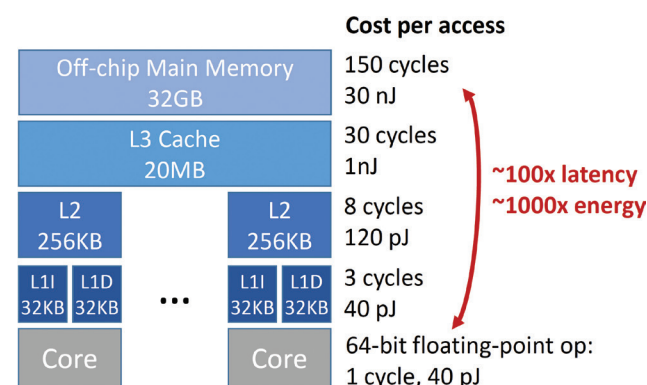 Cost per access
Off-chip Main Memory
32GB
150 cycles
30 nJ
L3 Cache
20MB
30 cycles
1nJ
~100x latency
~1000x energy
L2
256KB
L2
256KB
8 cycles
120 pJ
L1I
32KB
L1D
32KB
...
L1I
32KB
L1D
32KB
3 cycles
40 pJ
Core
Core
64-bit floating-point op:
1 cycle, 40 pJ